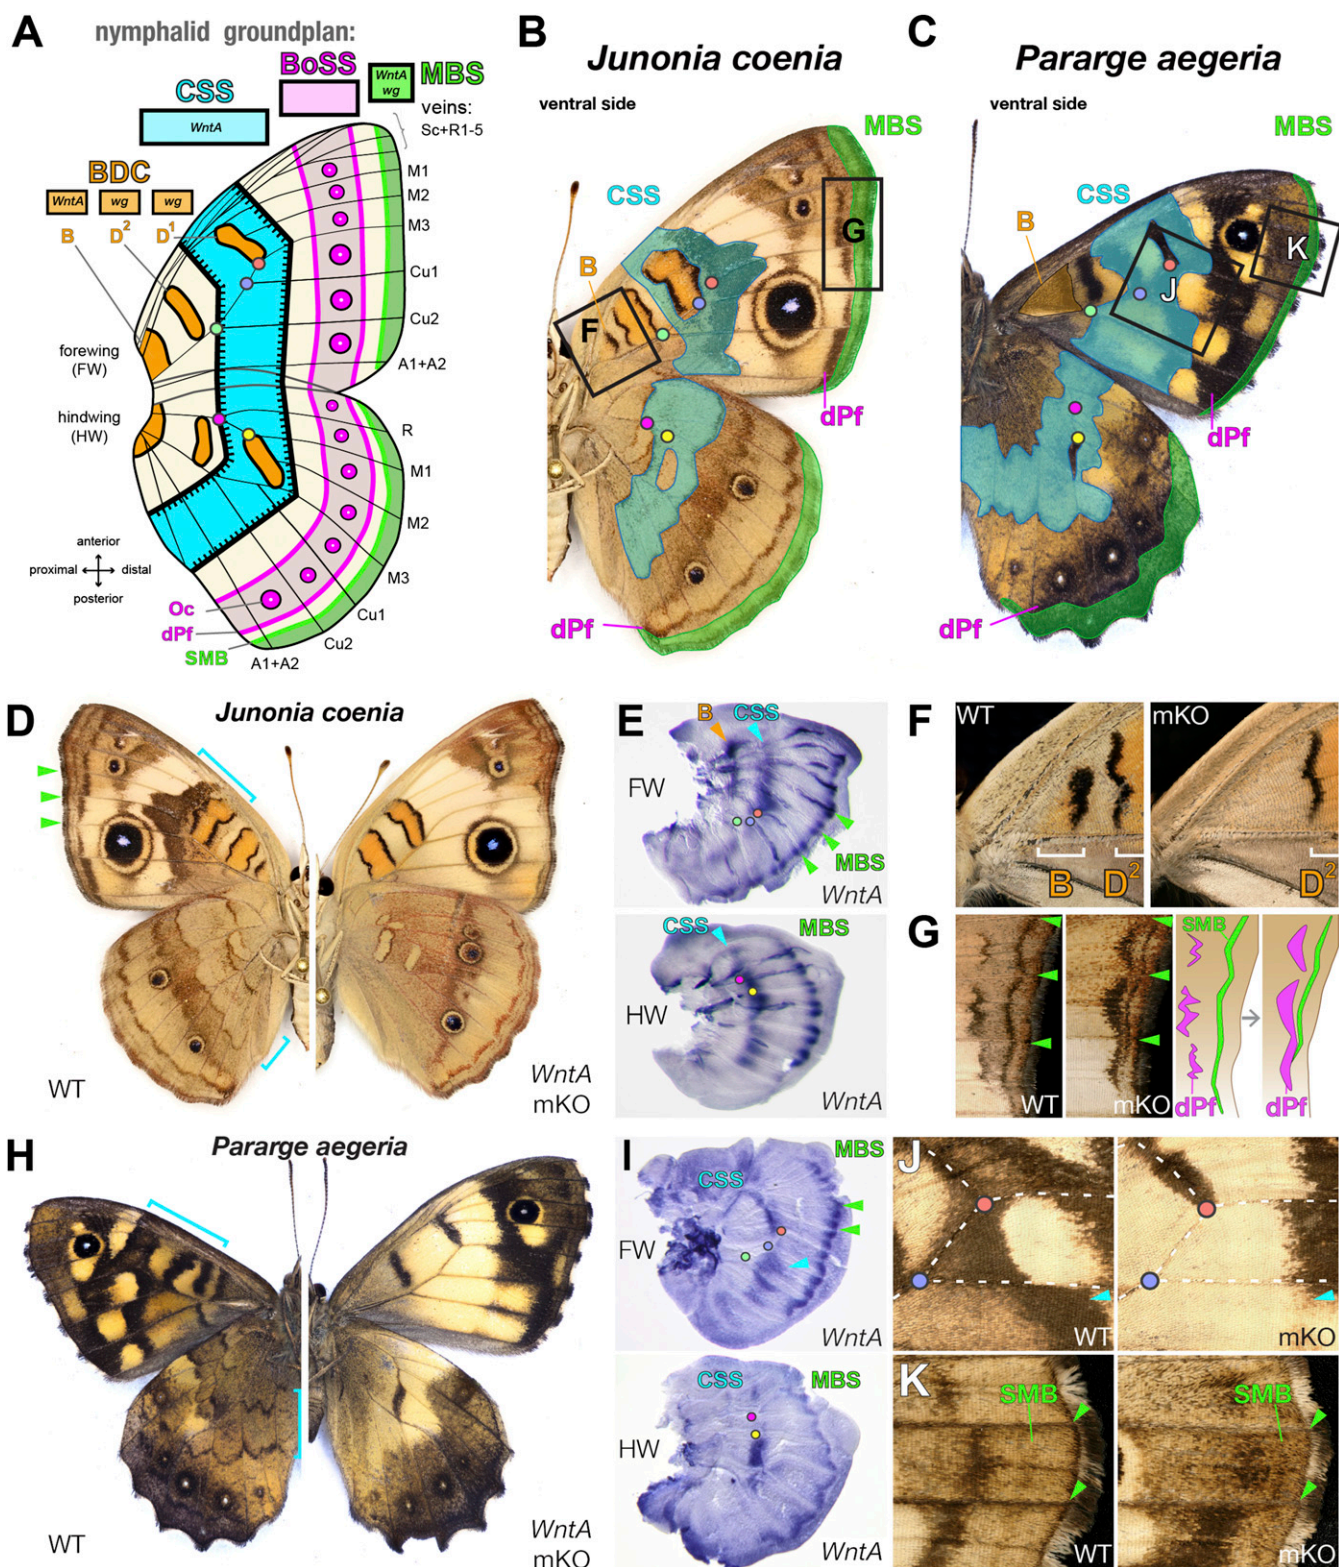 A
nymphalid groundplan:
BoSS
WntA
wg
MBS
CSS
WntA
veins:
Sc+R1-5
BDC
WntA
wg
wg
B
D2
D1
M1
M2
M3
Cu1
Cu2
A1+A2
forewing
(FW)
hindwing
(HW)
R
M1
M2
M3
Cu1
Cu2
A1+A2
anterior
proximal
distal
posterior
Oc
dPf
SMB
B
Junonia coenia
ventral side
MBS
CSS
B
F
G
dPf
dPf
C
Pararge aegeria
ventral side
MBS
CSS
B
J
K
dPf
dPf
D
Junonia coenia
WT
WntA
mKO
E
B
CSS
FW
MBS
WntA
CSS
MBS
HW
WntA
F
WT
mKO
B
D2
D2
G
SMB
WT
mKO
dPf
dPf
H
Pararge aegeria
WT
WntA
mKO
I
MBS
CSS
FW
WntA
CSS
MBS
HW
WntA
J
WT
mKO
K
SMB
SMB
WT
mKO